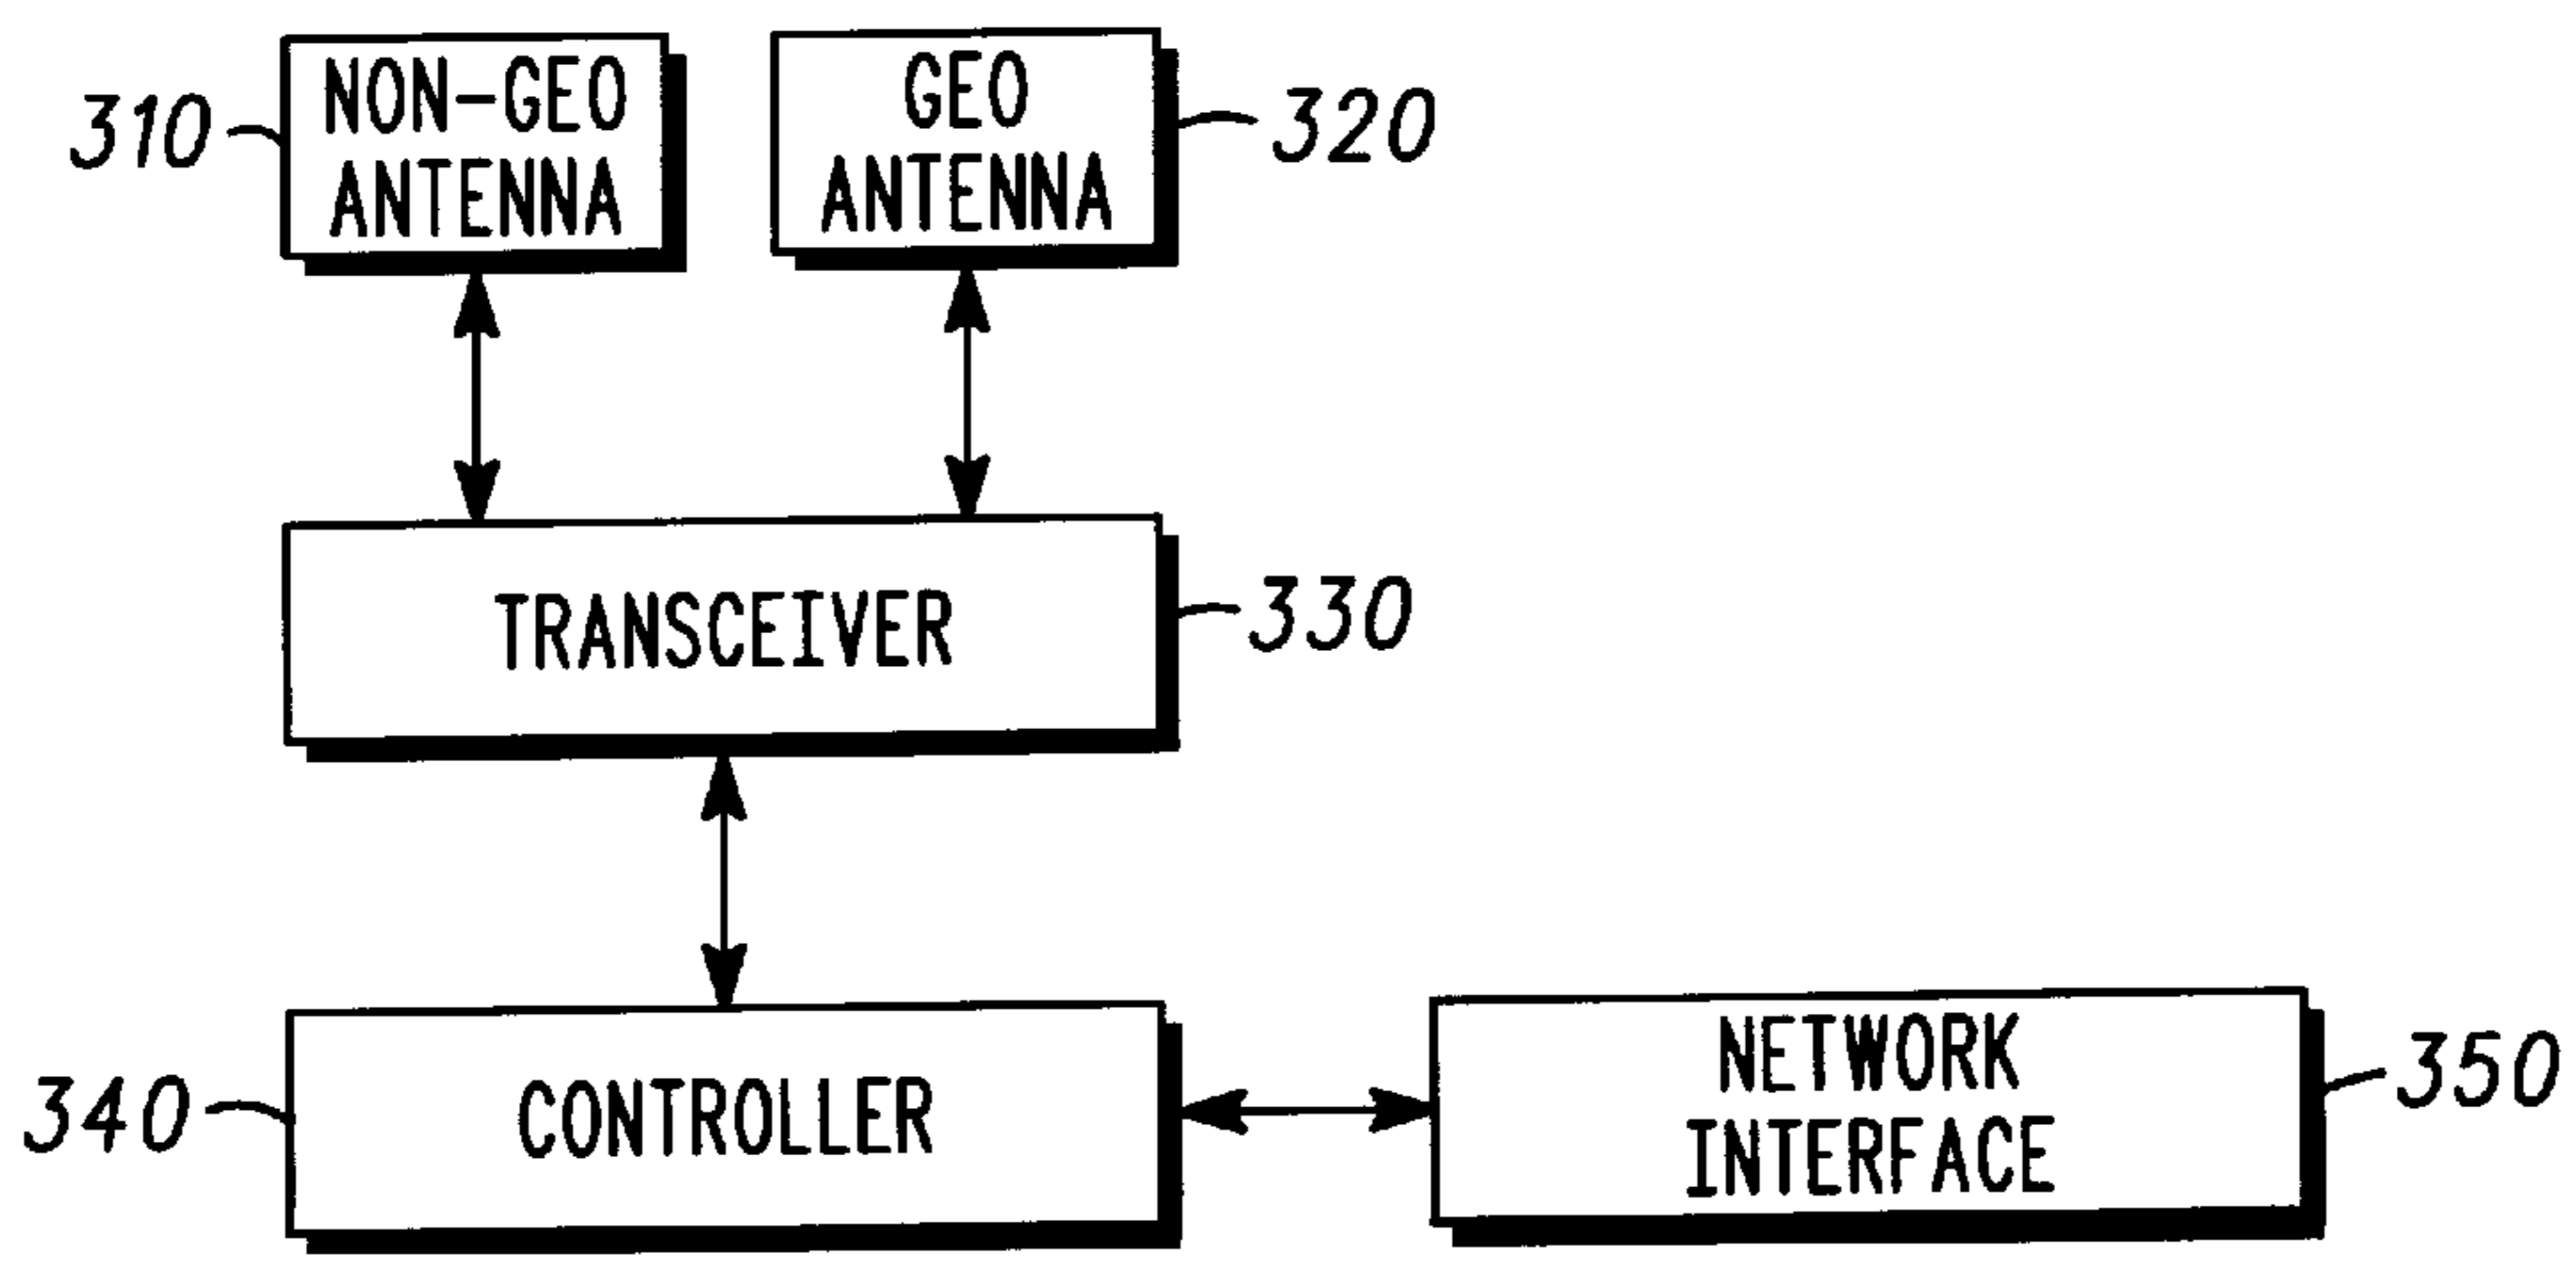 310
NON-GEO
ANTENNA
GEO
ANTENNA
320
TRANSCEIVER
330
340
CONTROLLER
NETWORK
INTERFACE
350